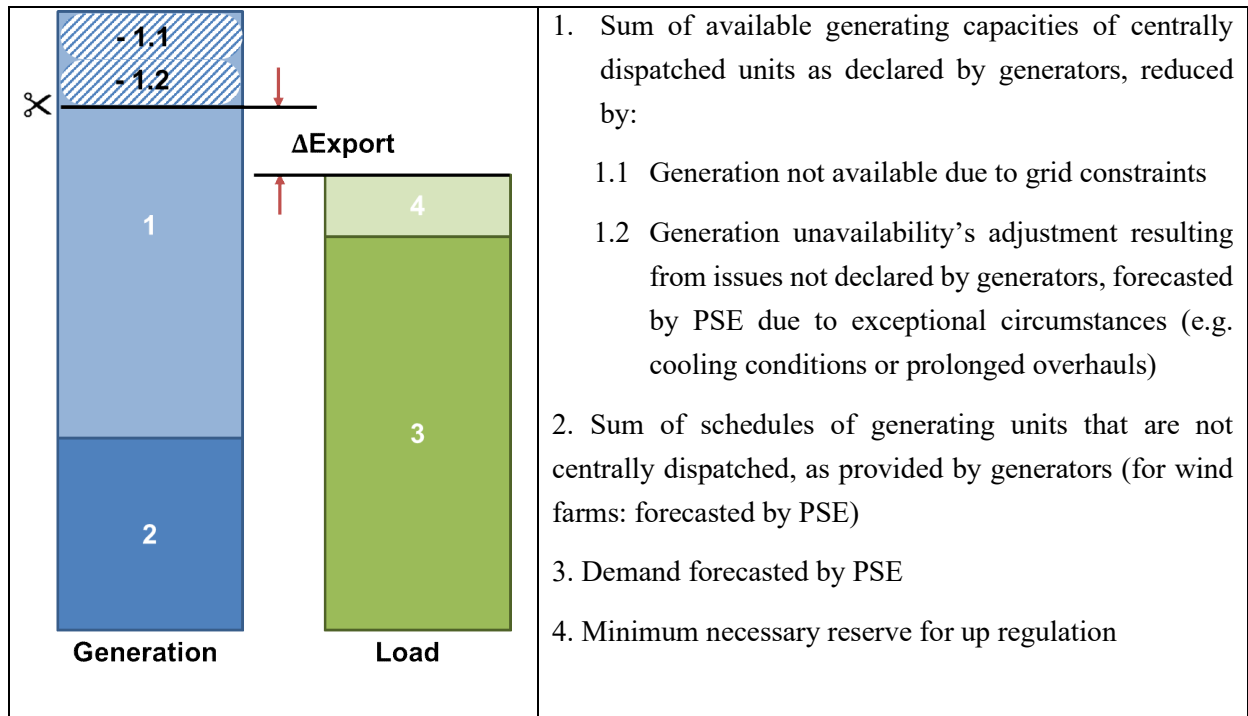 - 1.1
- 1.2
ΔExport
1
4
3
2
Generation
Load
1. Sum of available generating capacities of centrally
dispatched units as declared by generators, reduced
by:
1.1 Generation not available due to grid constraints
1.2 Generation unavailability’s adjustment resulting
from issues not declared by generators, forecasted
by PSE due to exceptional circumstances (e.g.
cooling conditions or prolonged overhauls)
2. Sum of schedules of generating units that are not
centrally dispatched, as provided by generators (for wind
farms: forecasted by PSE)
3. Demand forecasted by PSE
4. Minimum necessary reserve for up regulation